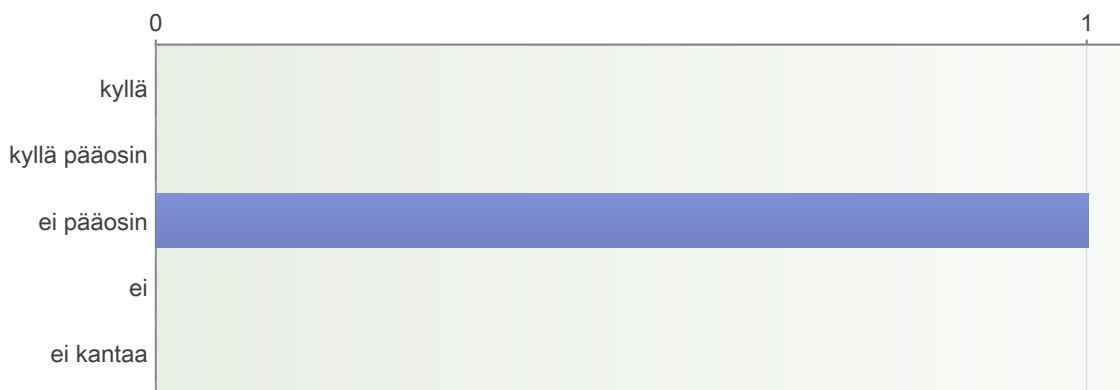 0 1
kyllä
kyllä pääosin
ei pääosin
ei
ei kantaa